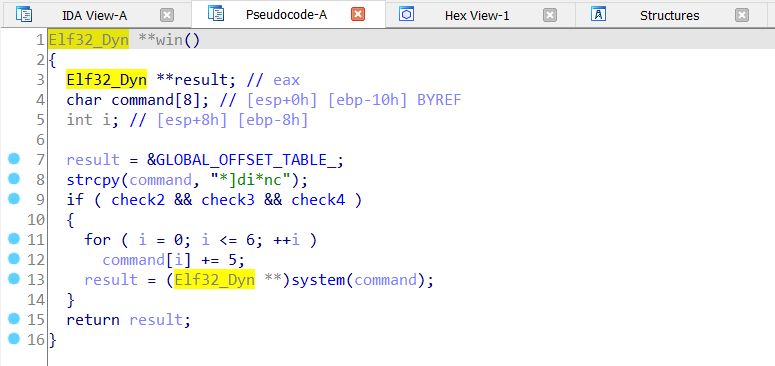 IDA View-A Pseudocode-A Hex View-1 Structures
1 Elf32_Dyn **win()
2 {
3 Elf32_Dyn **result; // eax
4 char command[8]; // [esp+0h] [ebp-10h] BYREF
5 int i; // [esp+8h] [ebp-8h]
6
7 result = &GLOBAL_OFFSET_TABLE_;
8 strcpy(command, "*]di*nc");
9 if ( check2 && check3 && check4 )
10 {
11 for ( i = 0; i <= 6; ++i )
12 command[i] += 5;
13 result = (Elf32_Dyn **)system(command);
14 }
15 return result;
16 }